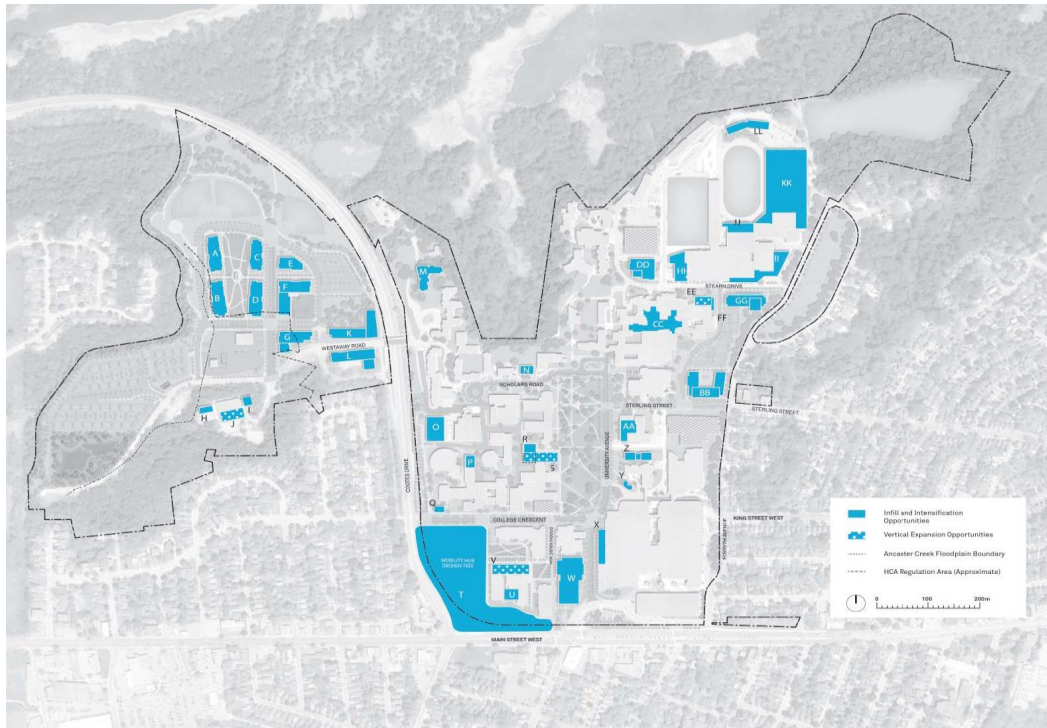 LL
KK
JJ
A
C
E
M
DD
HH
II
STEARN DRIVE
B
D
F
EE
GG
FF
CC
G
K
WESTAWAY ROAD
L
N
SCHOLARS ROAD
BB
STERLING STREET
STERLING STREET
H
I
J
O
AA
R
Z
P
S
COOTES DRIVE
UNIVERSITY AVENUE
Y
Q
COLLEGE CRESCENT
X
KING STREET WEST
V
MOBILITY HUB
(DESIGN TBD)
W
T
U
MAIN STREET WEST
Infill and Intensification
Opportunities
Vertical Expansion Opportunities
Ancaster Creek Floodplain Boundary
HCA Regulation Area (Approximate)
0 100 200m